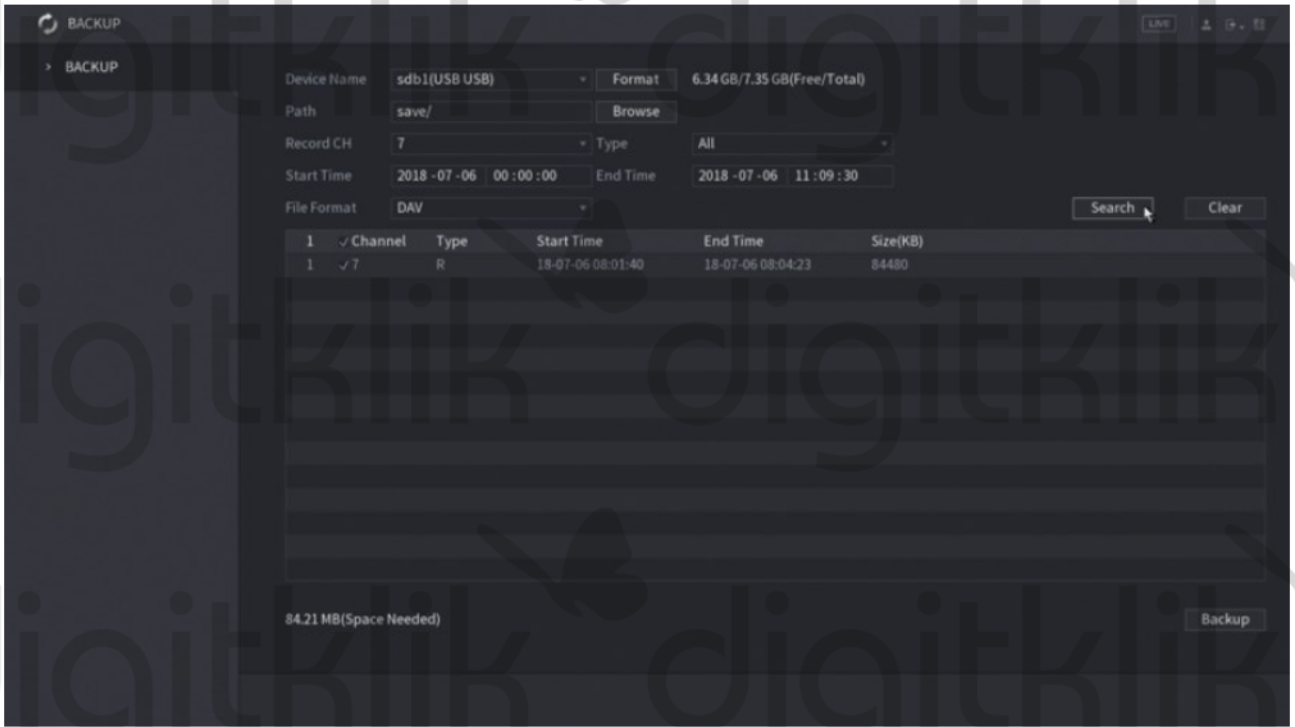 BACKUP
LIVE
> BACKUP
Device Name sdb1(USB USB) Format 6.34 GB/7.35 GB(Free/Total)
Path save/ Browse
Record CH 7 Type All
Start Time 2018 -07 -06 00 :00 :00 End Time 2018 -07 -06 11 :09 :30
File Format DAV Search Clear
1 ✓ Channel Type Start Time End Time Size(KB)
1 ✓ 7 R 18-07-06 08:01:40 18-07-06 08:04:23 84480
84.21 MB(Space Needed) Backup
digitklik